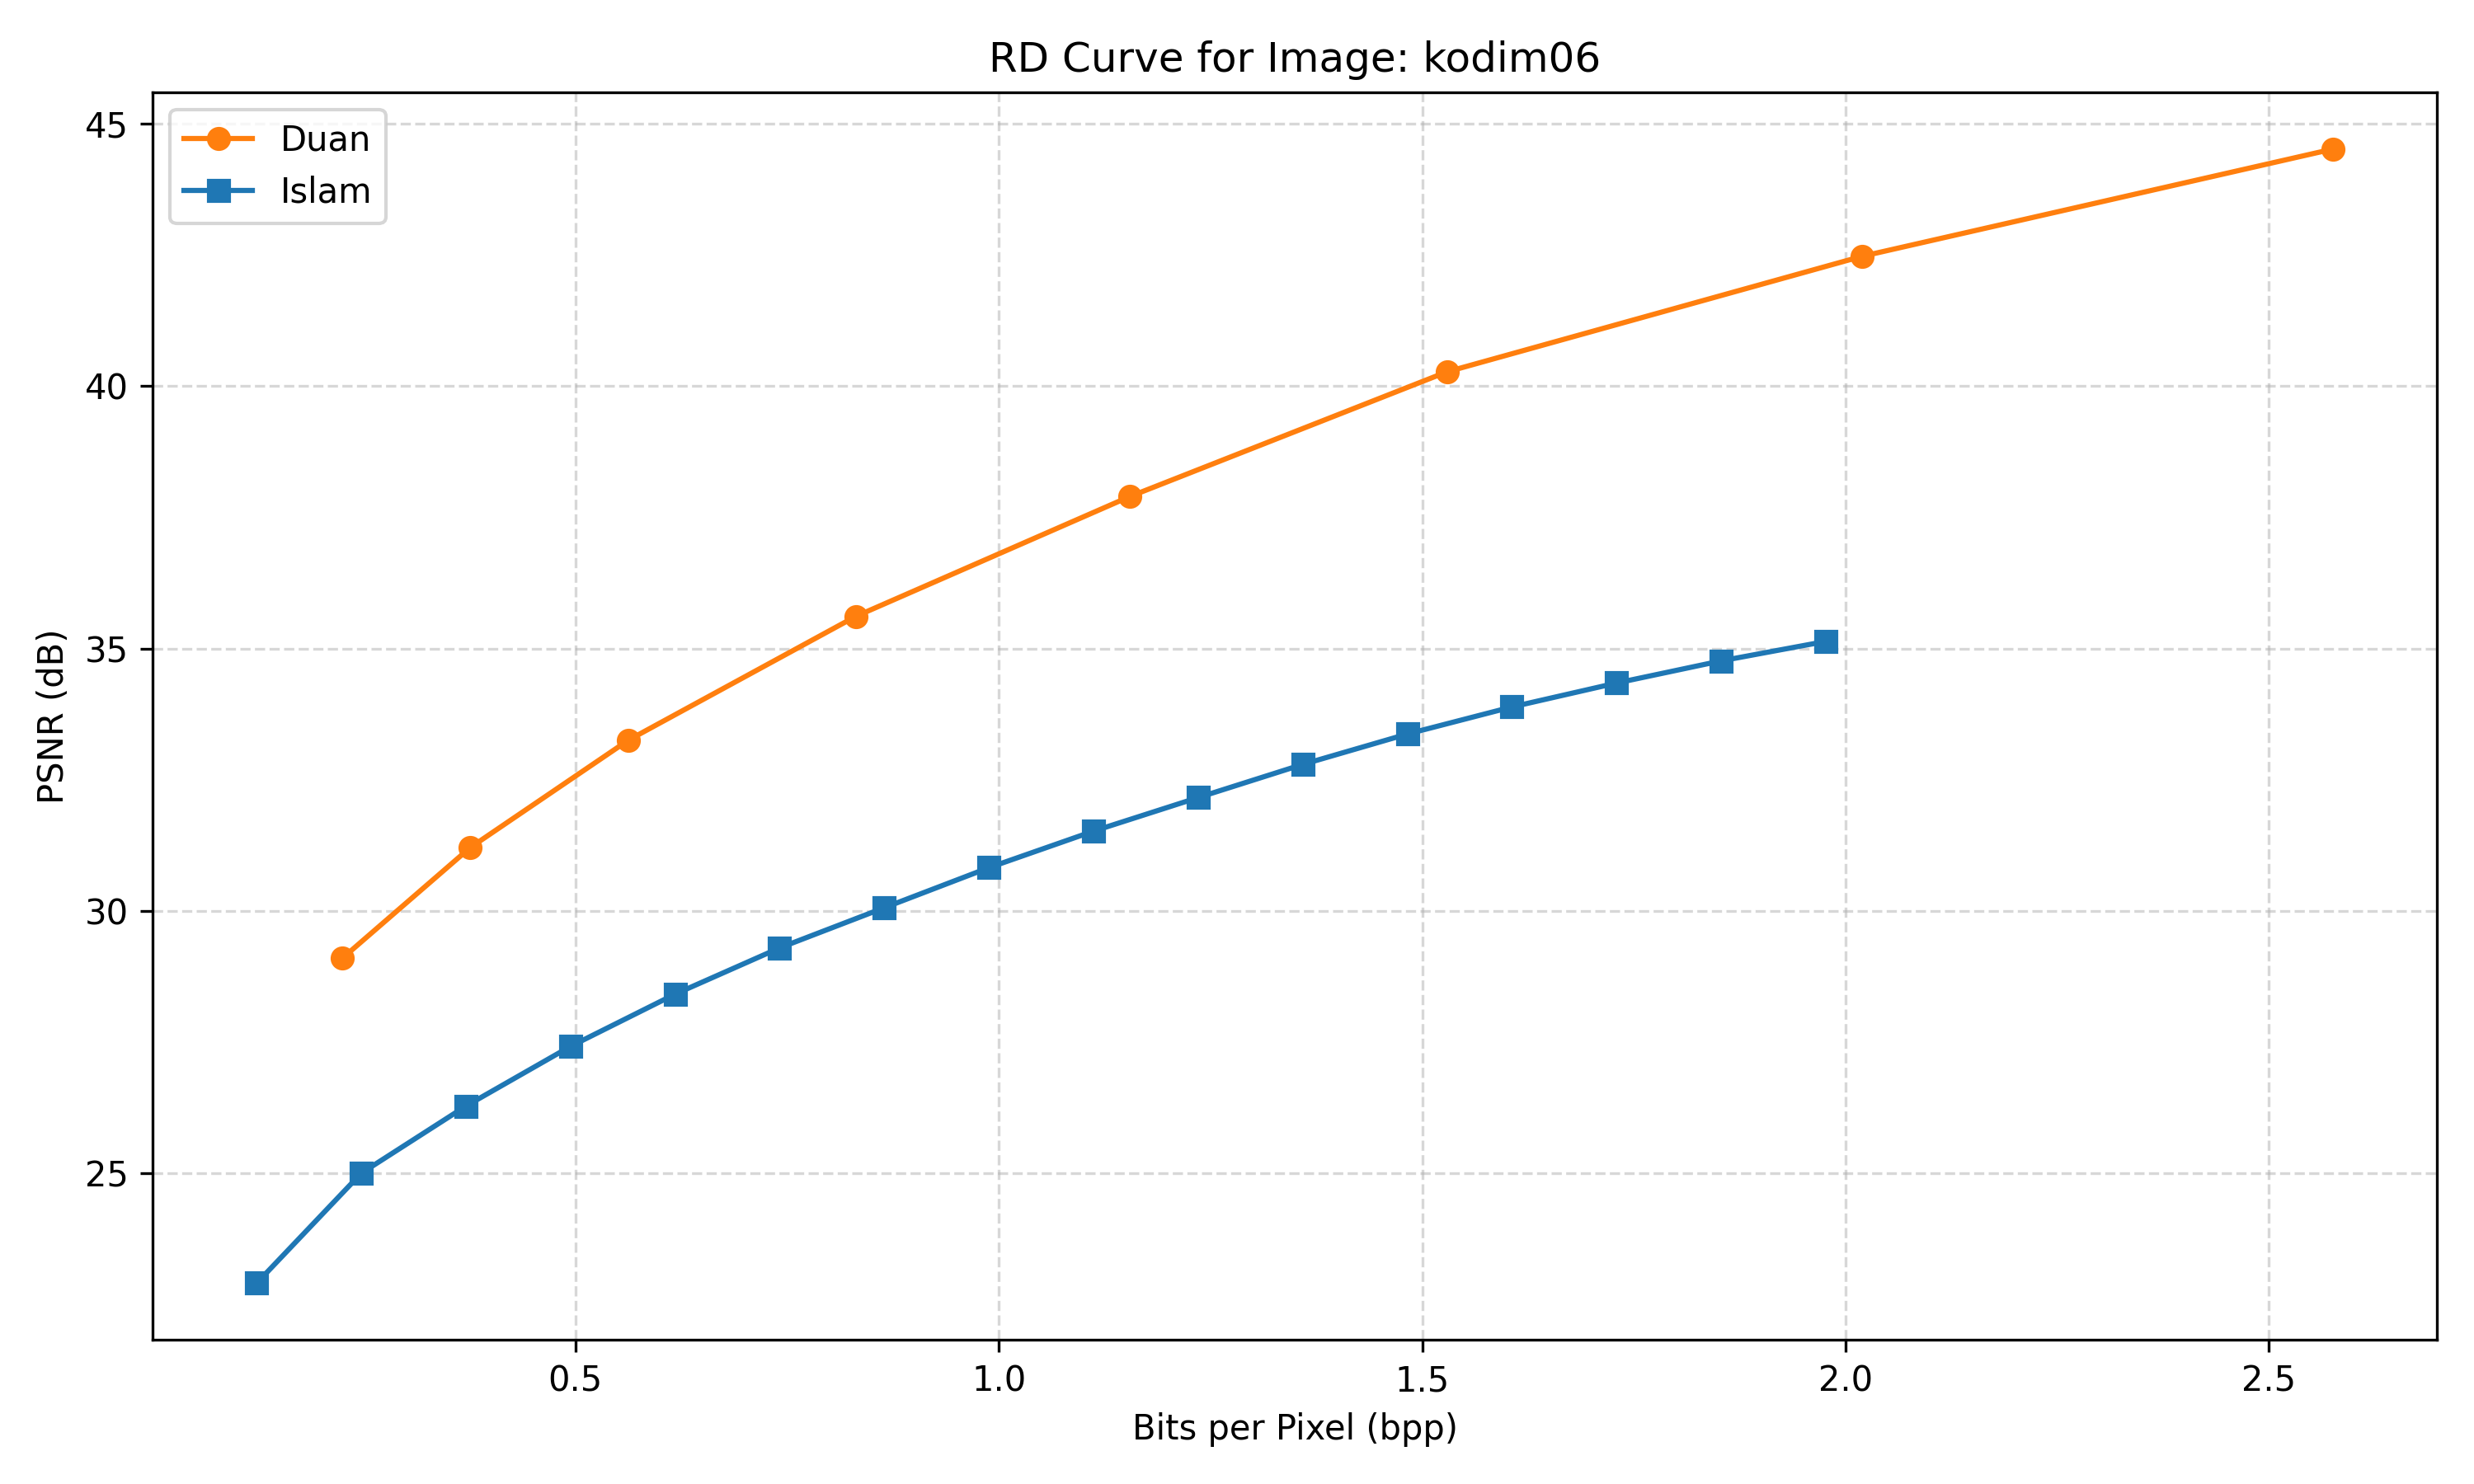 RD Curve for Image: kodim06
Duan
Islam
45
40
35
30
25
PSNR (dB)
0.5 1.0 1.5 2.0 2.5
Bits per Pixel (bpp)